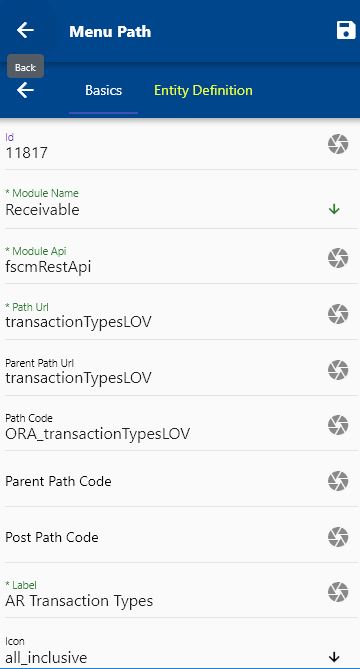 Menu Path
Back
Basics
Entity Definition
Id
11817
* Module Name
Receivable
* Module Api
fscmRestApi
* Path Url
transactionTypesLOV
Parent Path Url
transactionTypesLOV
Path Code
ORA_transactionTypesLOV
Parent Path Code
Post Path Code
* Label
AR Transaction Types
Icon
all_inclusive